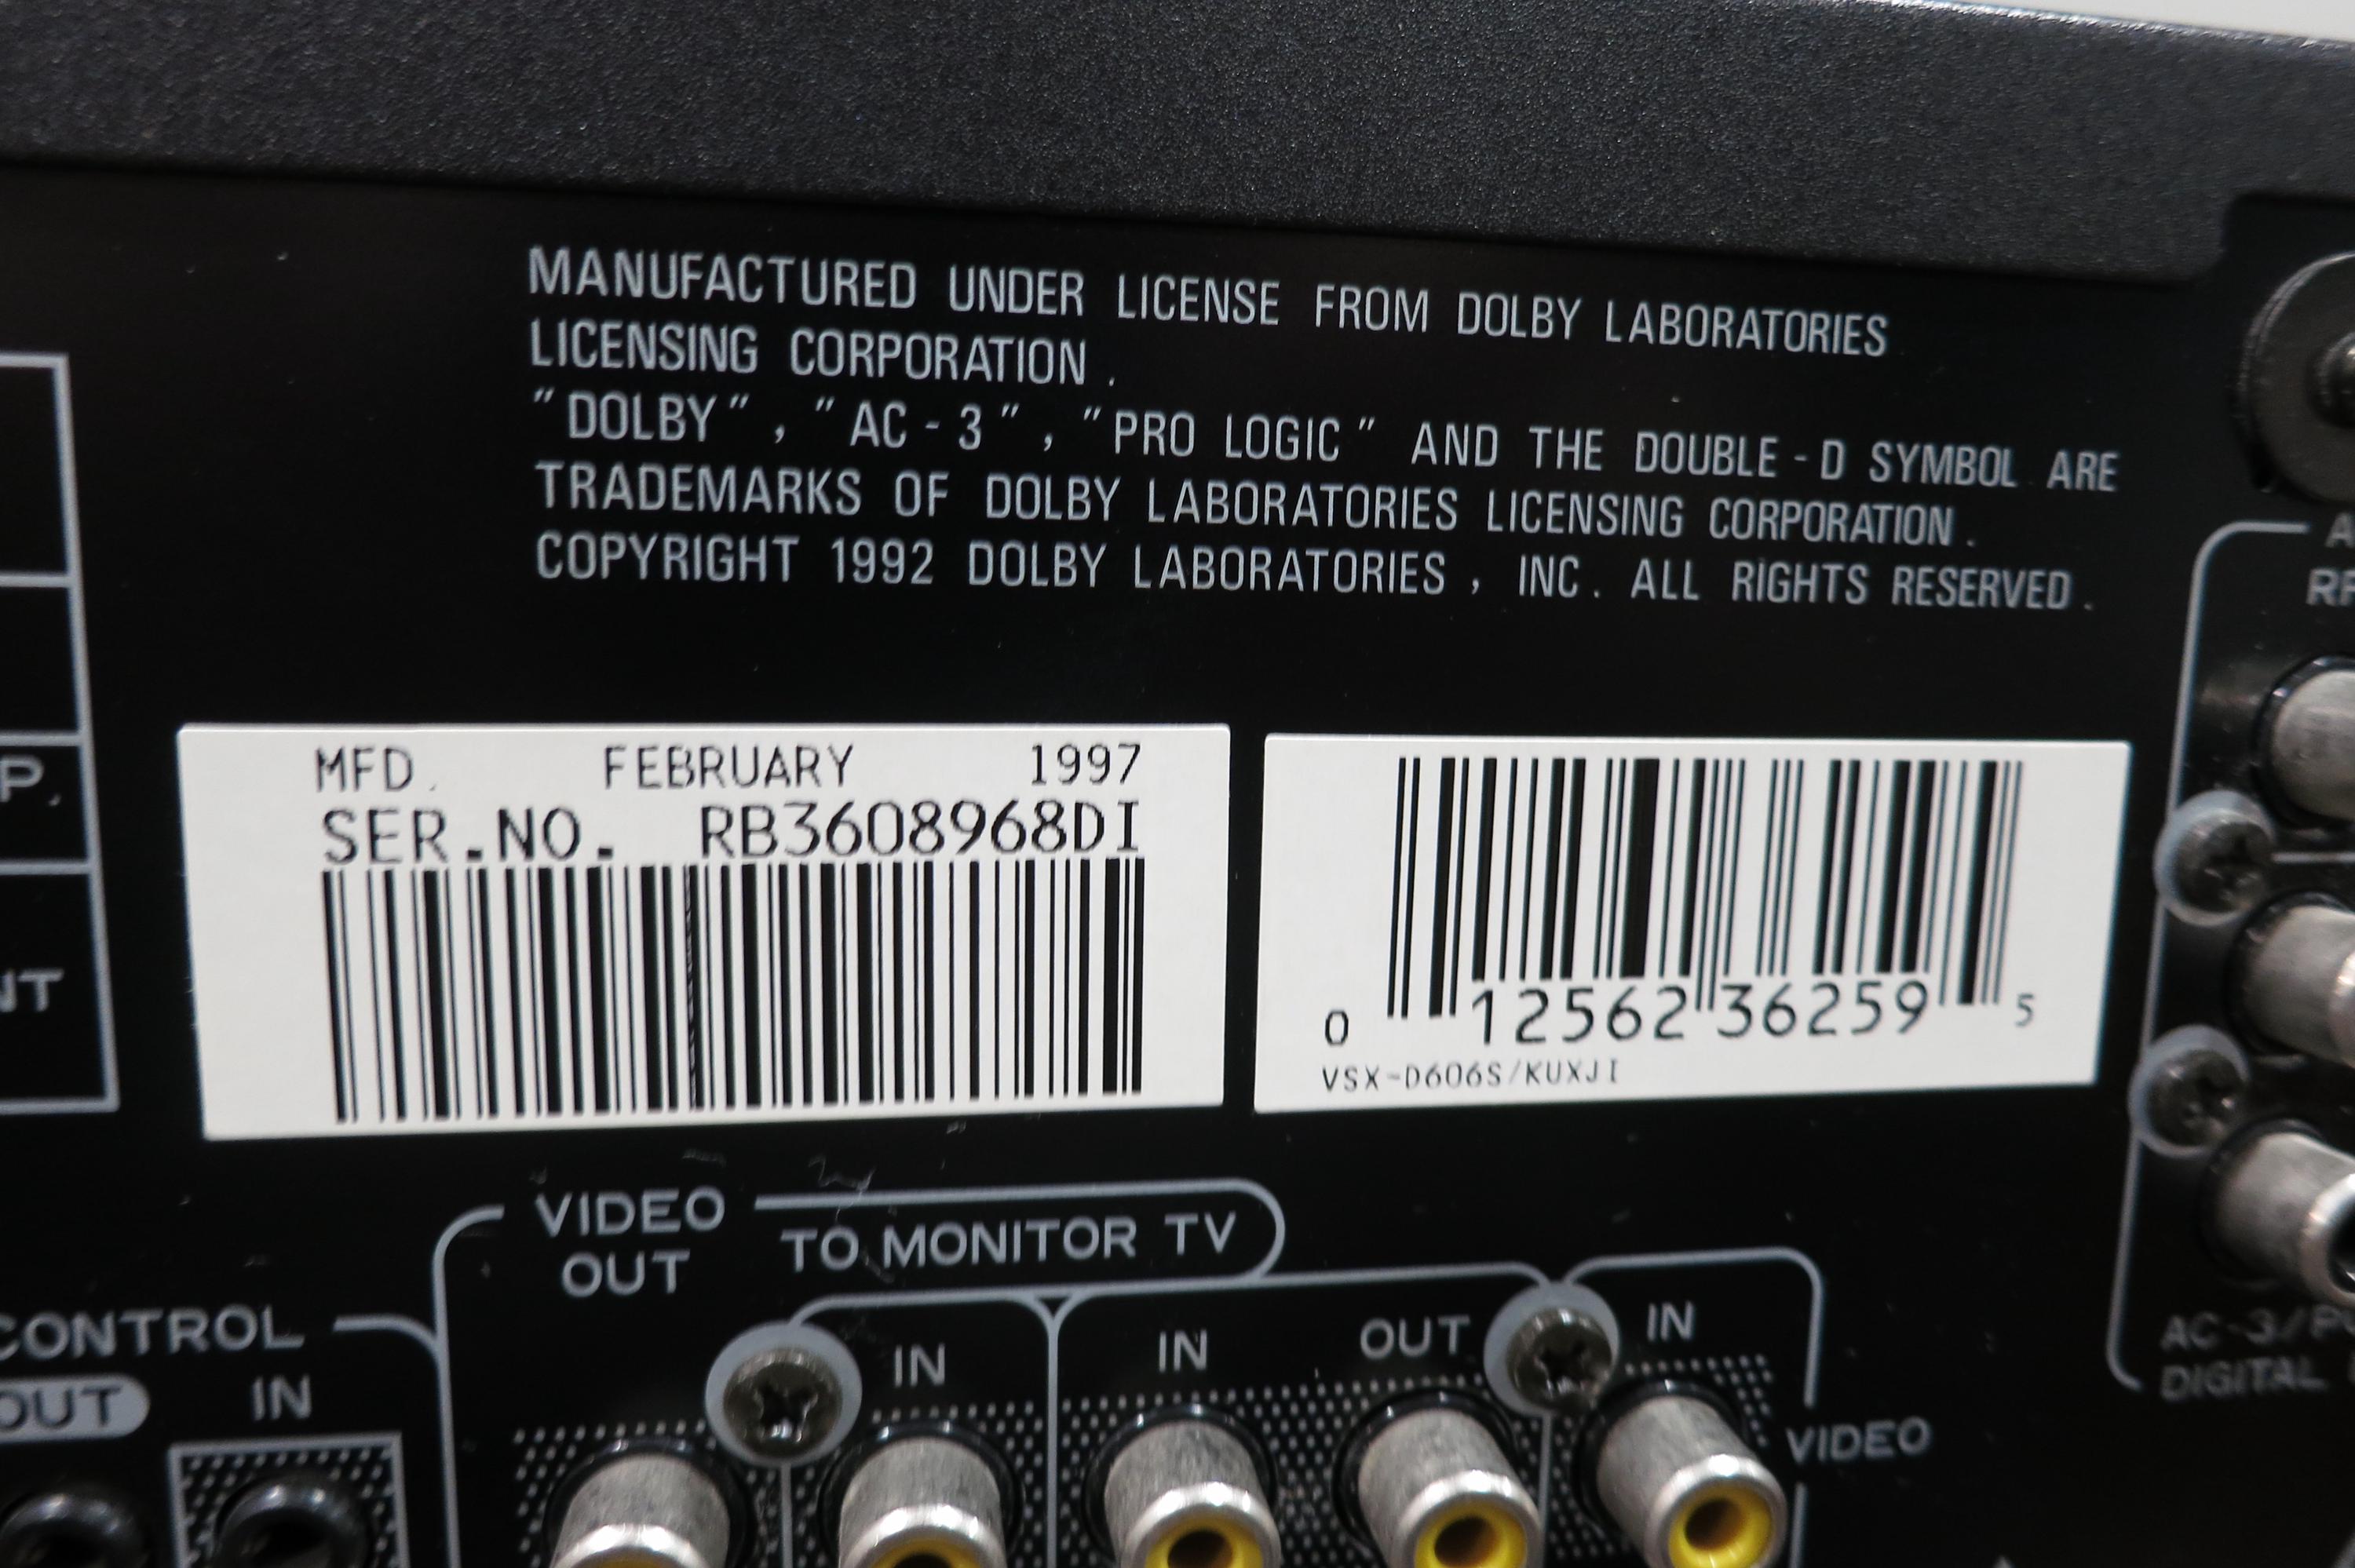 MANUFACTURED UNDER LICENSE FROM DOLBY LABORATORIES
LICENSING CORPORATION .
"DOLBY" , "AC - 3" , "PRO LOGIC" AND THE DOUBLE - D SYMBOL ARE
TRADEMARKS OF DOLBY LABORATORIES LICENSING CORPORATION .
COPYRIGHT 1992 DOLBY LABORATORIES , INC . ALL RIGHTS RESERVED .
MFD. FEBRUARY 1997
SER.NO. RB3608968DI
0 12562 36259 5
VSX-D606S/KUXJI
VIDEO
OUT
TO MONITOR TV
CONTROL
OUT
IN
IN
IN
OUT
IN
VIDEO
AC-3/
DIGITAL